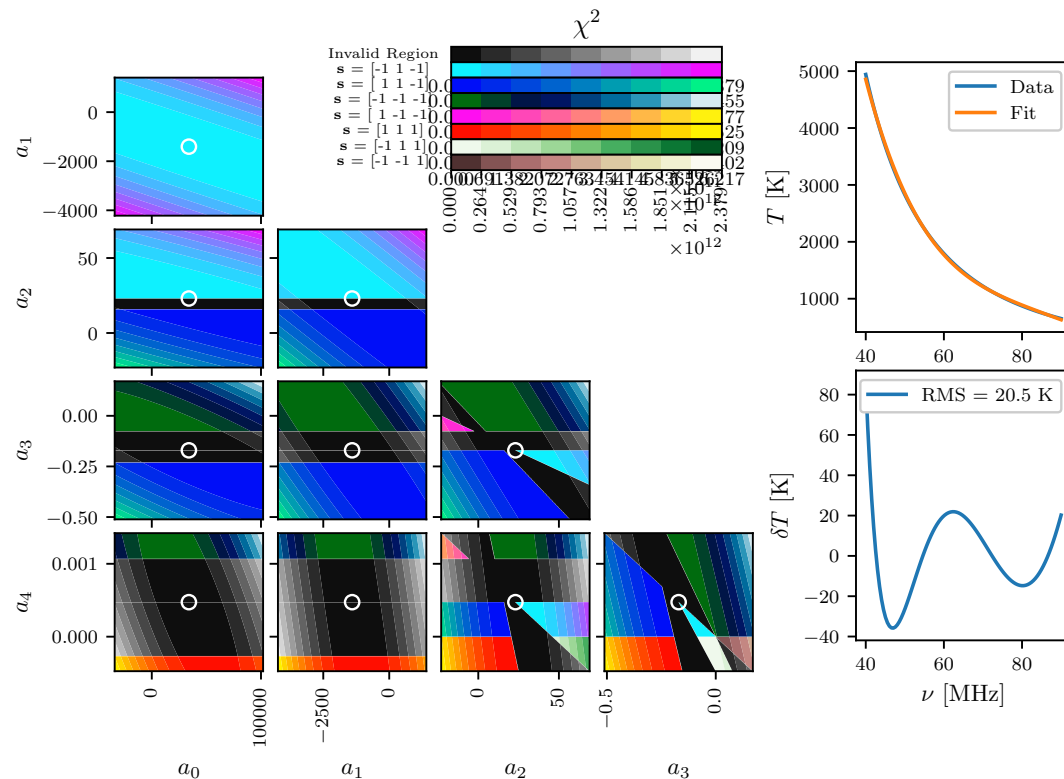 χ²
Invalid Region
s = [-1 1 -1]
s = [ 1 1 -1]
s = [-1 -1 -1]
s = [ 1 -1 -1]
s = [1 1 1]
s = [-1 1 1]
s = [-1 -1 1]
0.000
0.264
0.529
0.793
1.057
1.322
1.586
1.851
2.115
2.379
×10¹²
a₁
0
−2000
−4000
a₂
50
0
a₃
0.00
−0.25
−0.50
a₄
0.001
0.000
0
100000
a₀
−2500
0
a₁
0
50
a₂
−0.5
0.0
a₃
Data
Fit
T [K]
5000
4000
3000
2000
1000
40
60
80
RMS = 20.5 K
δT [K]
80
60
40
20
0
−20
−40
40
60
80
ν [MHz]